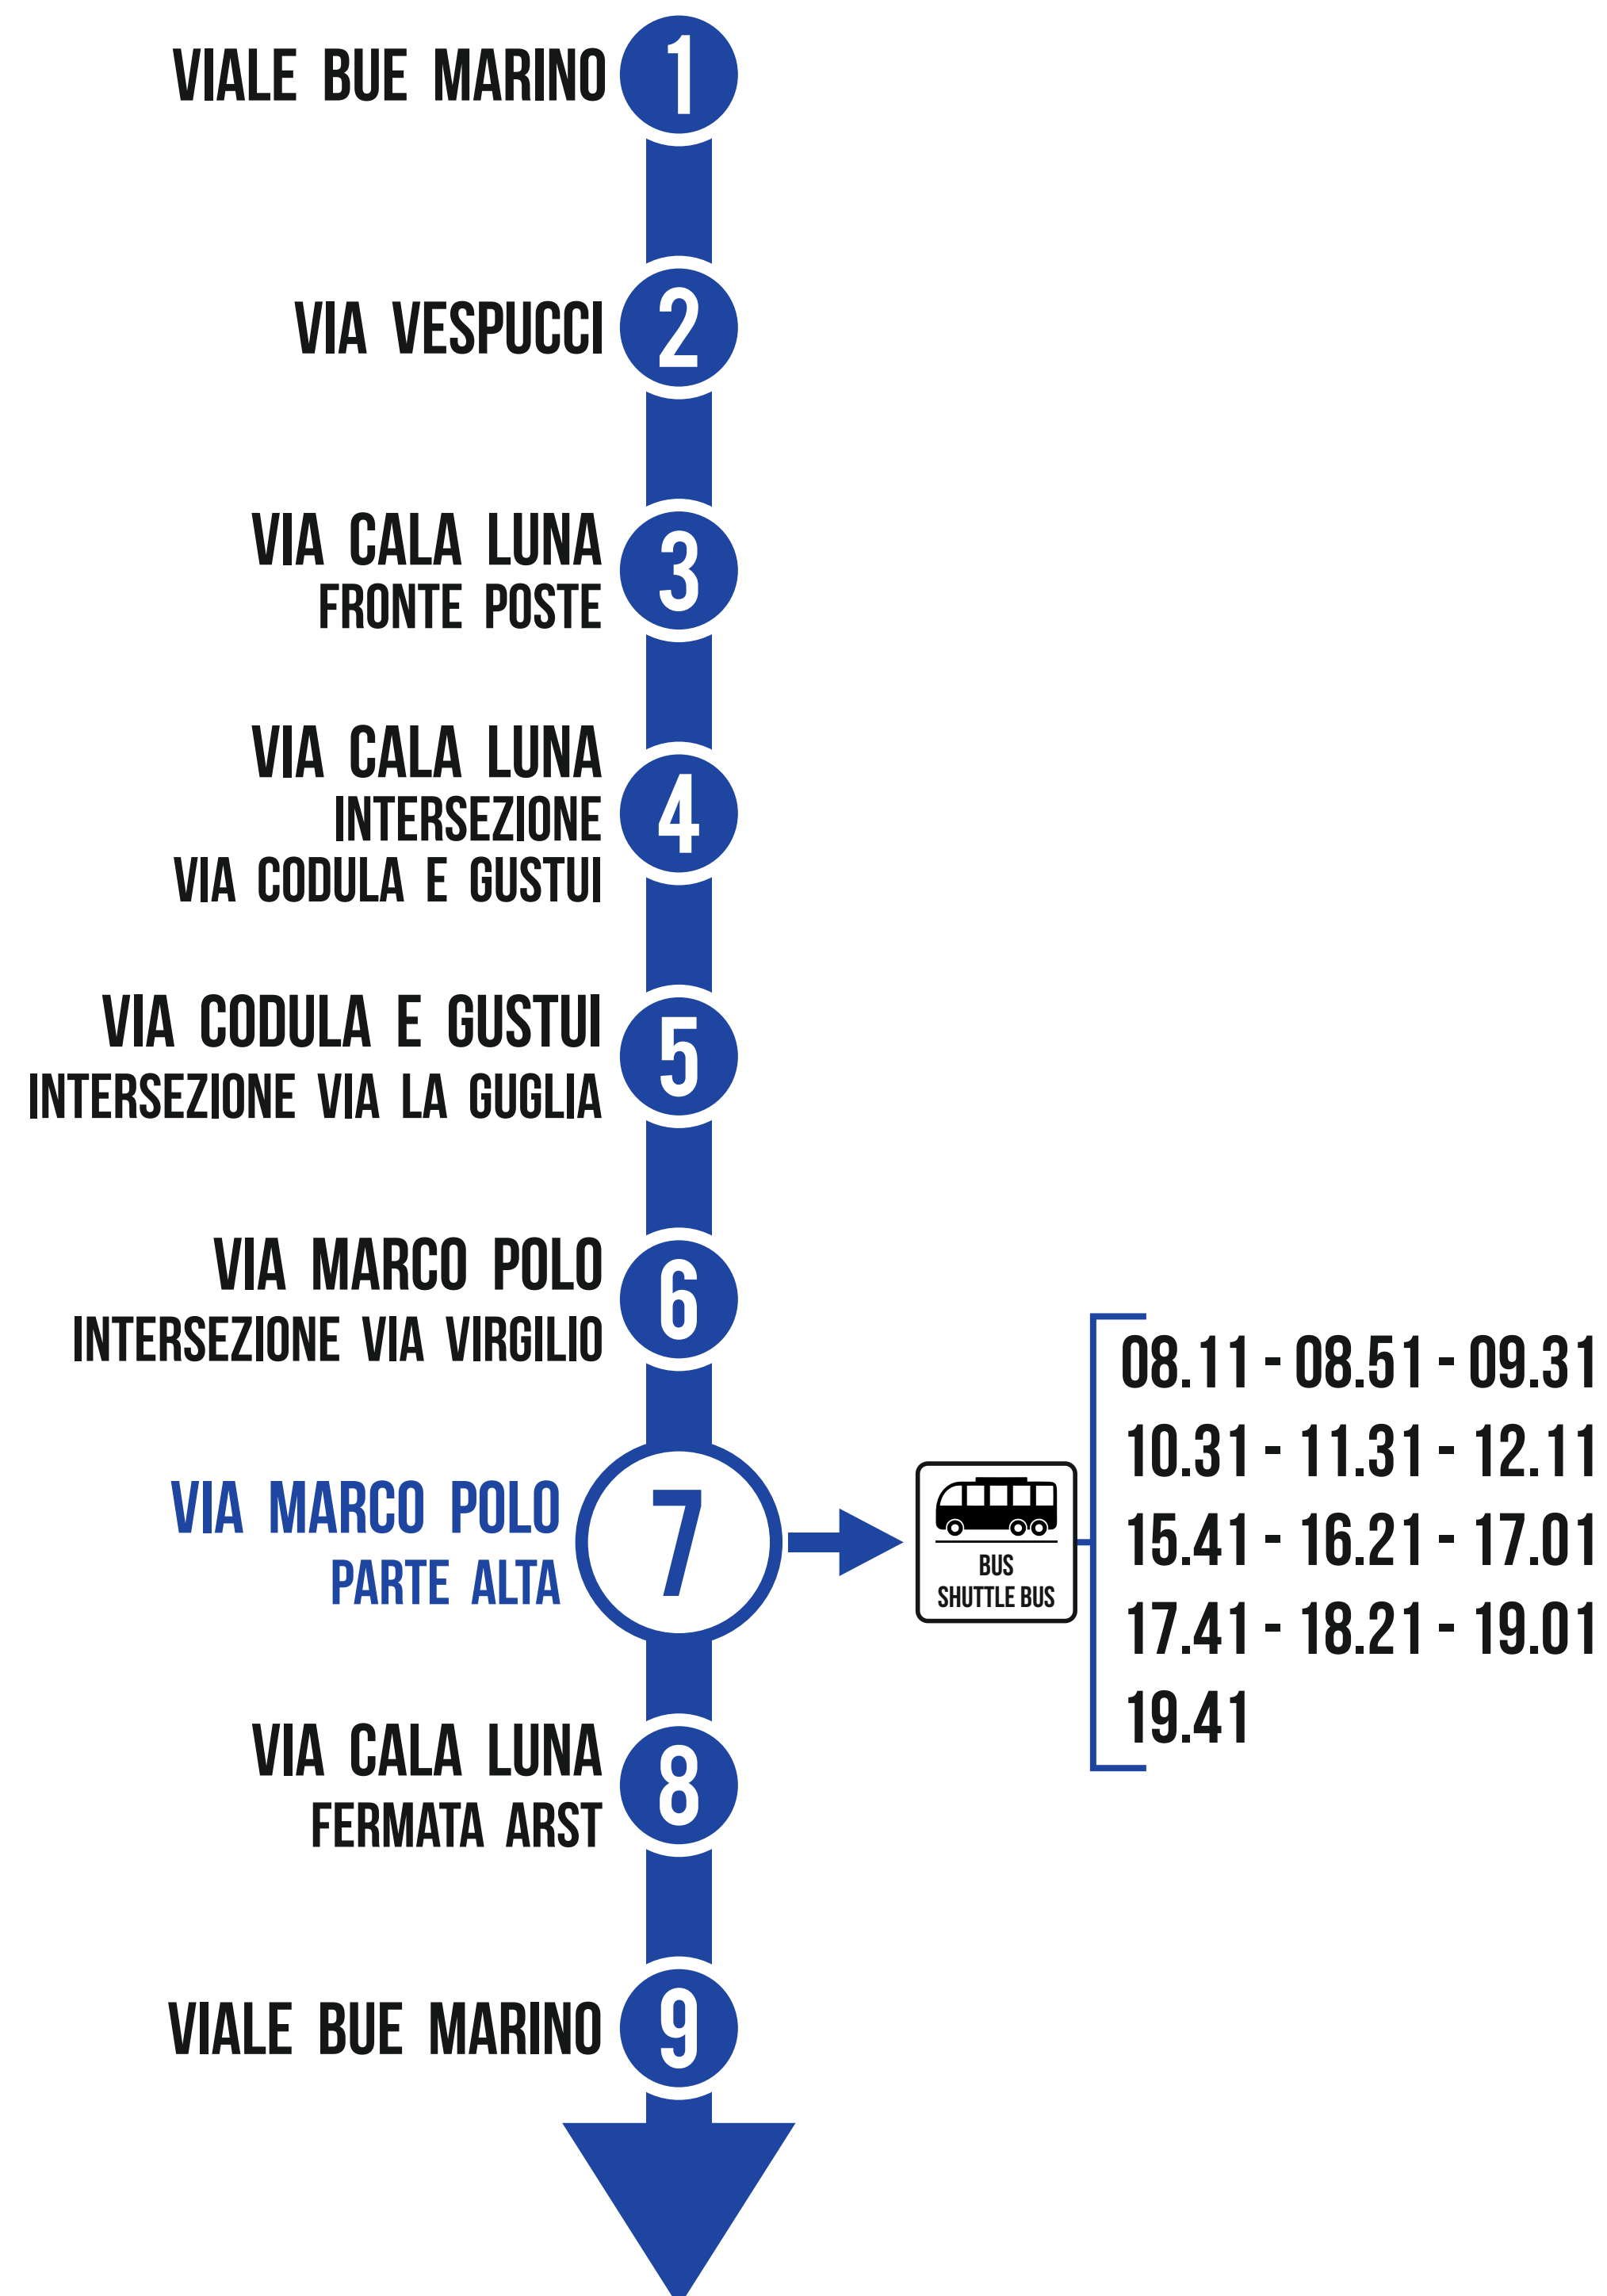 VIALE BUE MARINO 1
VIA VESPUCCI 2
VIA CALA LUNA
FRONTE POSTE
3
VIA CALA LUNA
INTERSEZIONE
VIA CODULA E GUSTUI
4
VIA CODULA E GUSTUI
INTERSEZIONE VIA LA GUGLIA
5
VIA MARCO POLO
INTERSEZIONE VIA VIRGILIO
6
VIA MARCO POLO
PARTE ALTA
7
BUS
SHUTTLE BUS
08.11 - 08.51 - 09.31
10.31 - 11.31 - 12.11
15.41 - 16.21 - 17.01
17.41 - 18.21 - 19.01
19.41
VIA CALA LUNA
FERMATA ARST
8
VIALE BUE MARINO 9